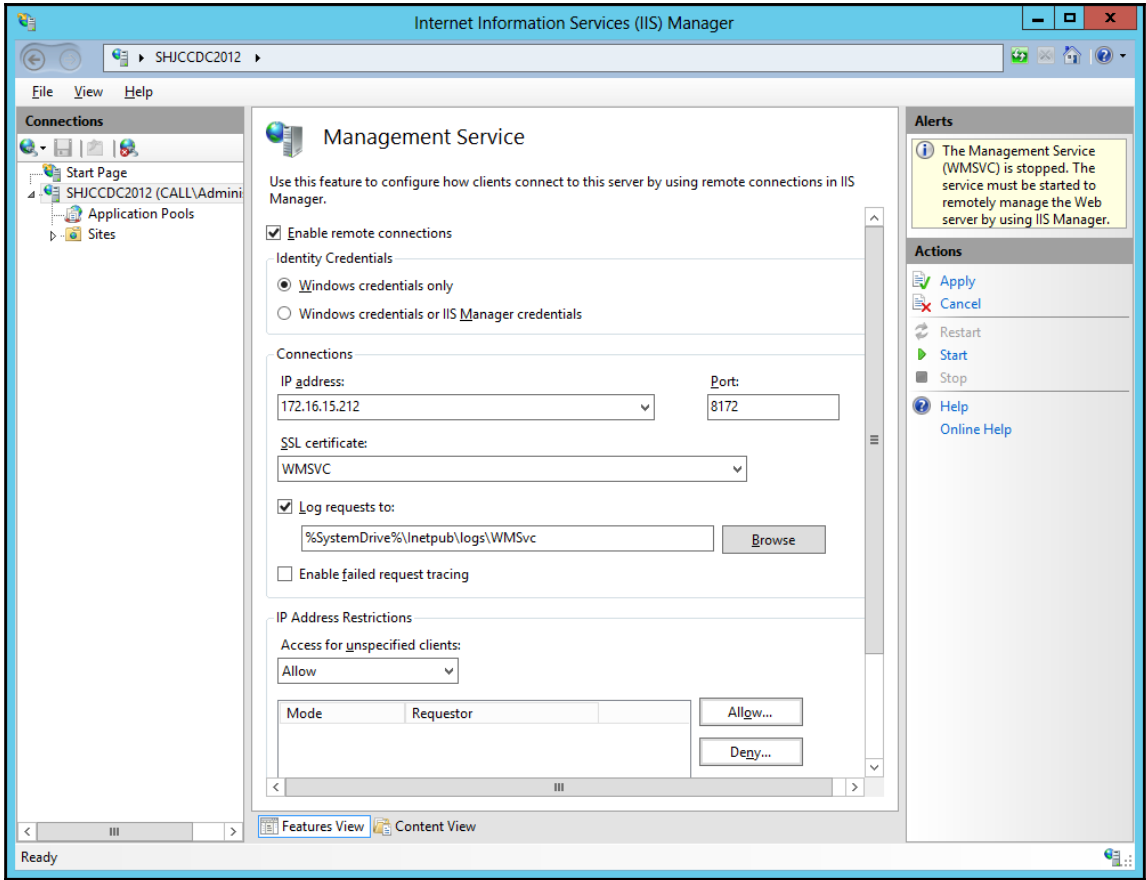 Internet Information Services (IIS) Manager
SHJCCDC2012
File View Help
Connections
Start Page
SHJCCDC2012 (CALL\Admini
Application Pools
Sites
Management Service
Use this feature to configure how clients connect to this server by using remote connections in IIS
Manager.
Enable remote connections
Identity Credentials
Windows credentials only
Windows credentials or IIS Manager credentials
Connections
IP address:
Port:
172.16.15.212
8172
SSL certificate:
WMSVC
Log requests to:
%SystemDrive%\Inetpub\logs\WMSvc
Browse
Enable failed request tracing
IP Address Restrictions
Access for unspecified clients:
Allow
Mode Requestor
Allow...
Deny...
Features View Content View
Alerts
The Management Service
(WMSVC) is stopped. The
service must be started to
remotely manage the Web
server by using IIS Manager.
Actions
Apply
Cancel
Restart
Start
Stop
Help
Online Help
Ready